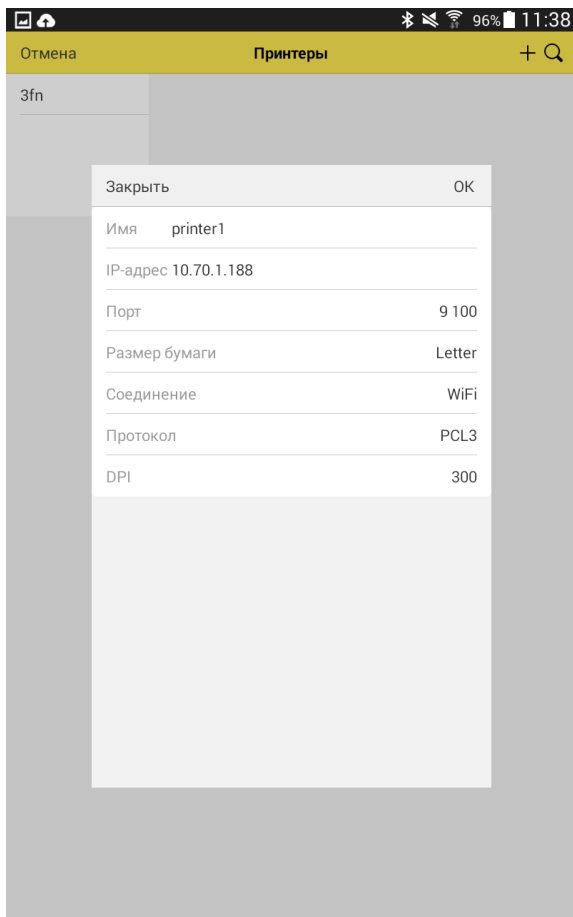 96% 11:38
Отмена Принтеры
3fn
Закрыть OK
Имя printer1
IP-адрес 10.70.1.188
Порт 9 100
Размер бумаги Letter
Соединение WiFi
Протокол PCL3
DPI 300